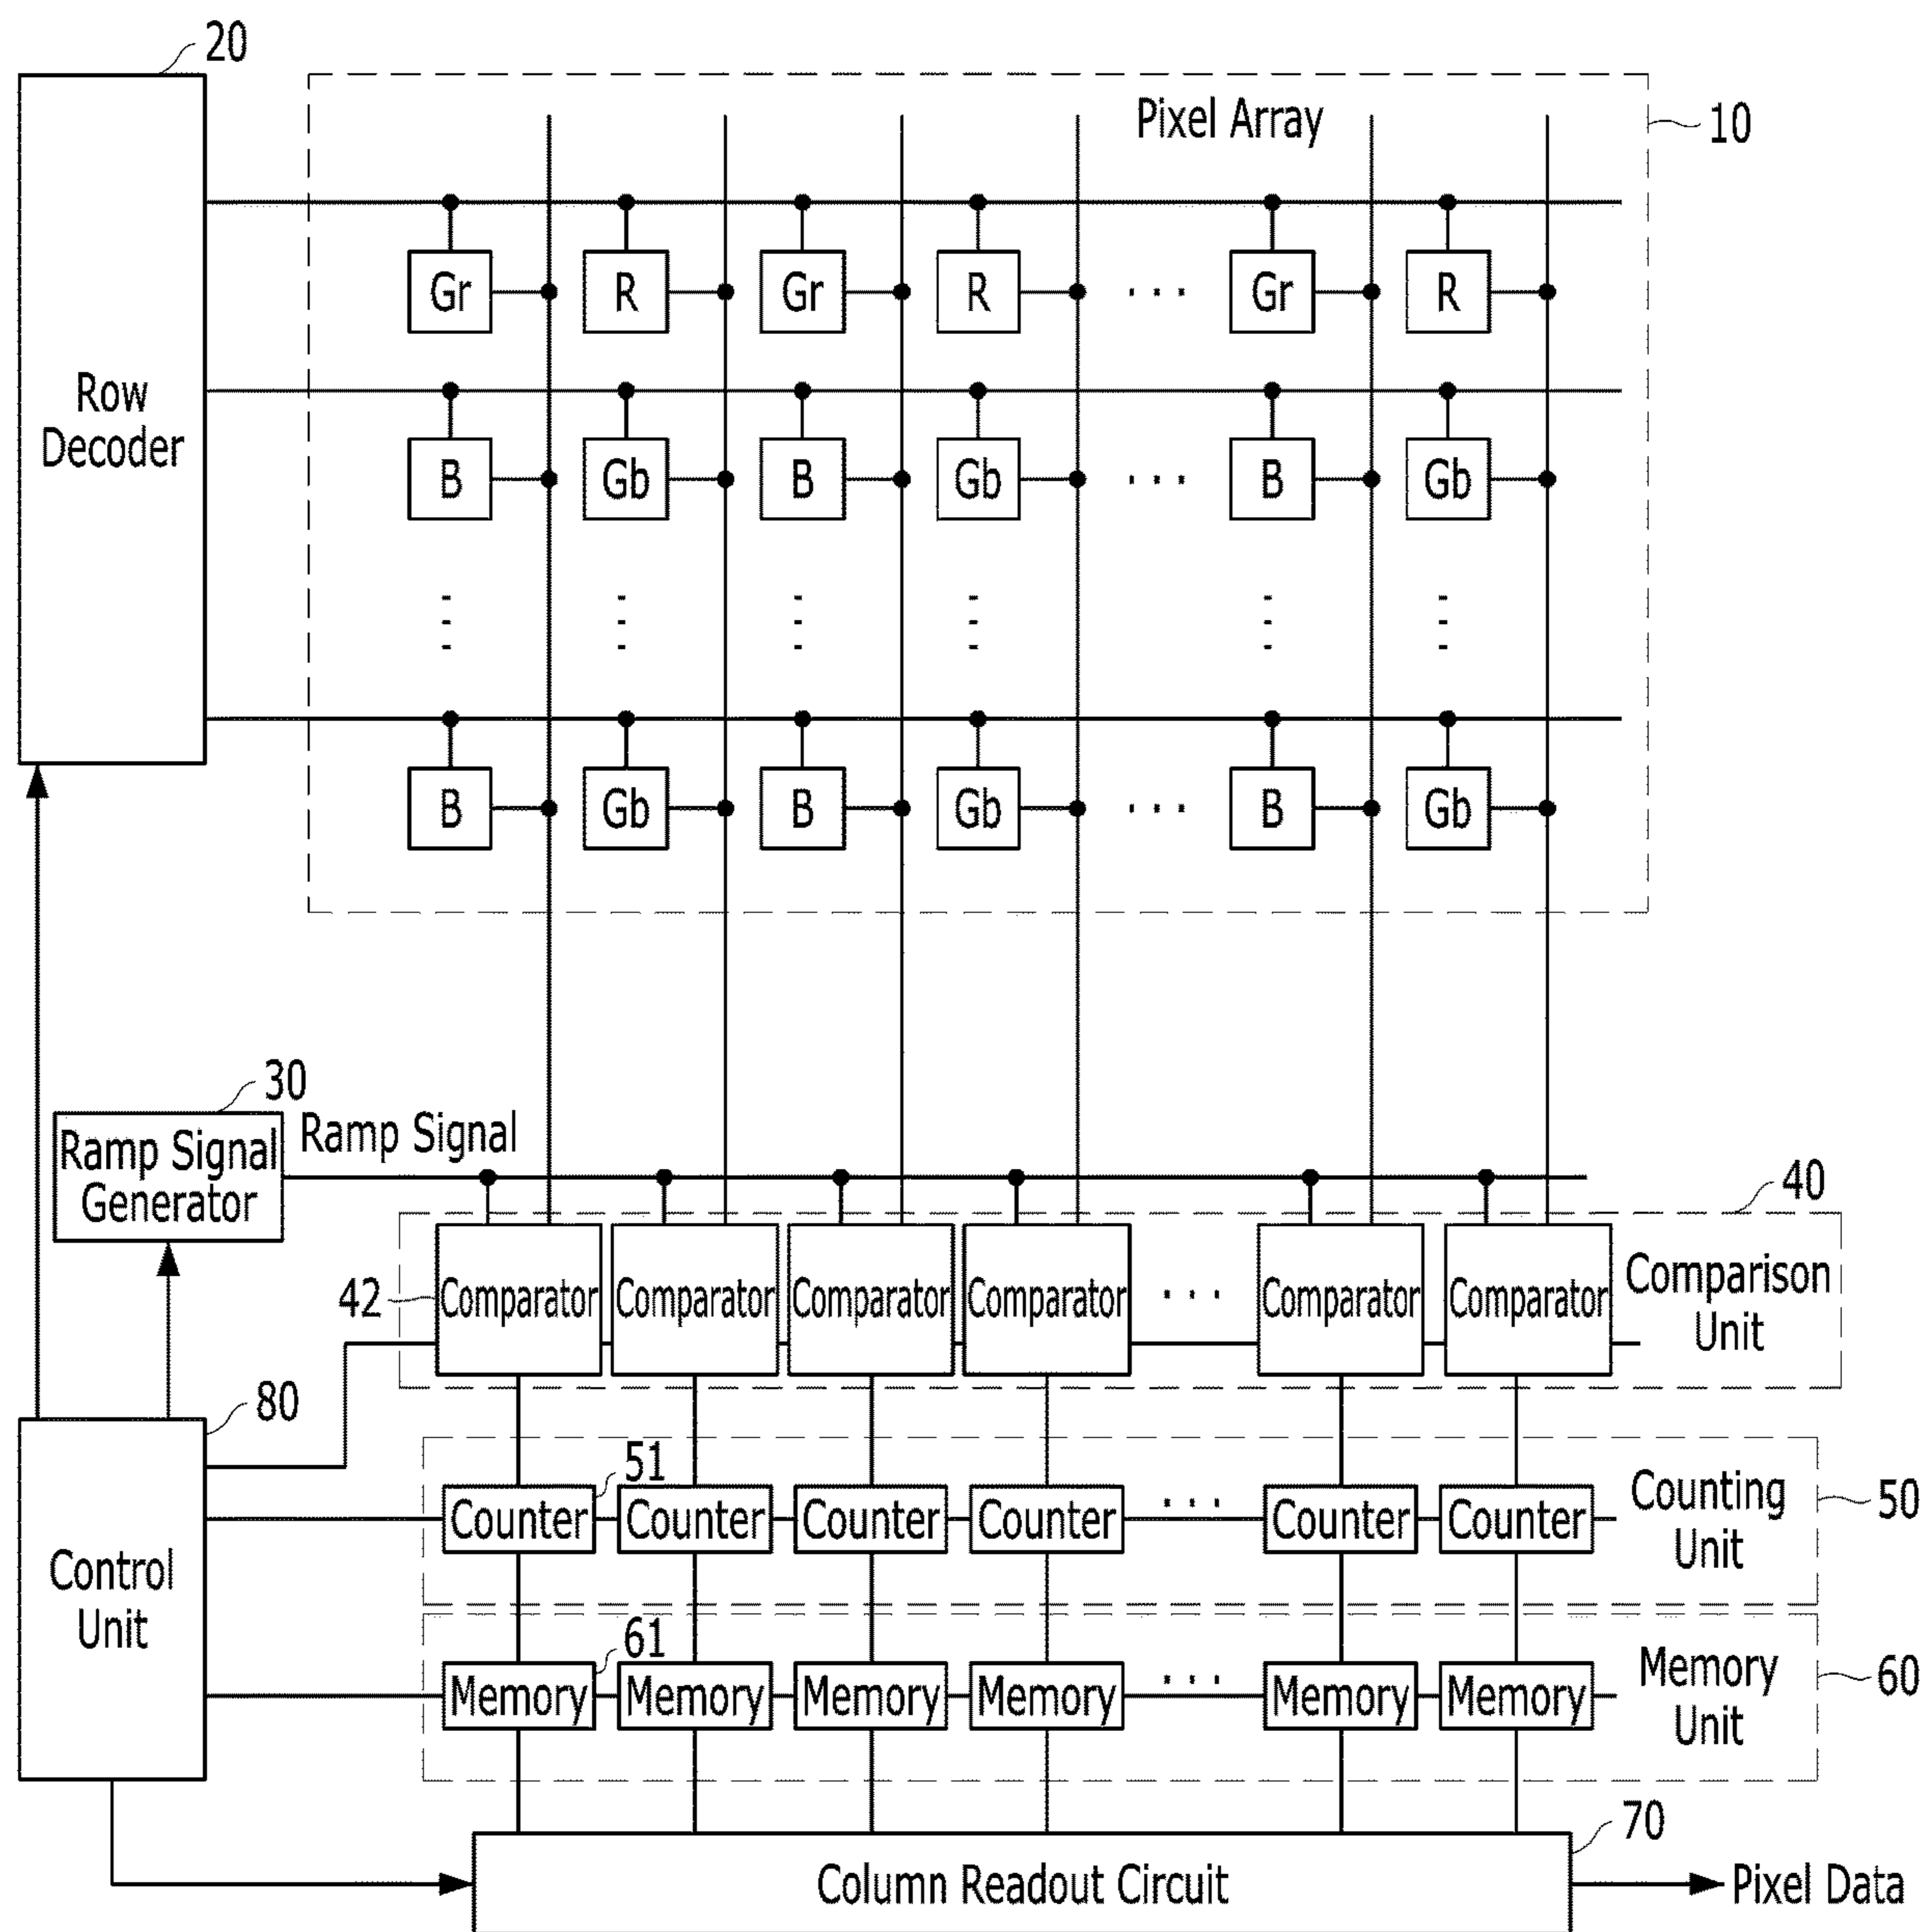 20
Pixel Array
10
Gr R Gr R ... Gr R
Row
Decoder
B Gb B Gb ... B Gb
B Gb B Gb ... B Gb
30
Ramp Signal
Generator
Ramp Signal
40
42
Comparator Comparator Comparator Comparator ... Comparator Comparator
Comparison
Unit
80
51
Counter Counter Counter Counter ... Counter Counter
Counting
Unit
50
Control
Unit
61
Memory Memory Memory Memory ... Memory Memory
Memory
Unit
60
70
Column Readout Circuit
Pixel Data